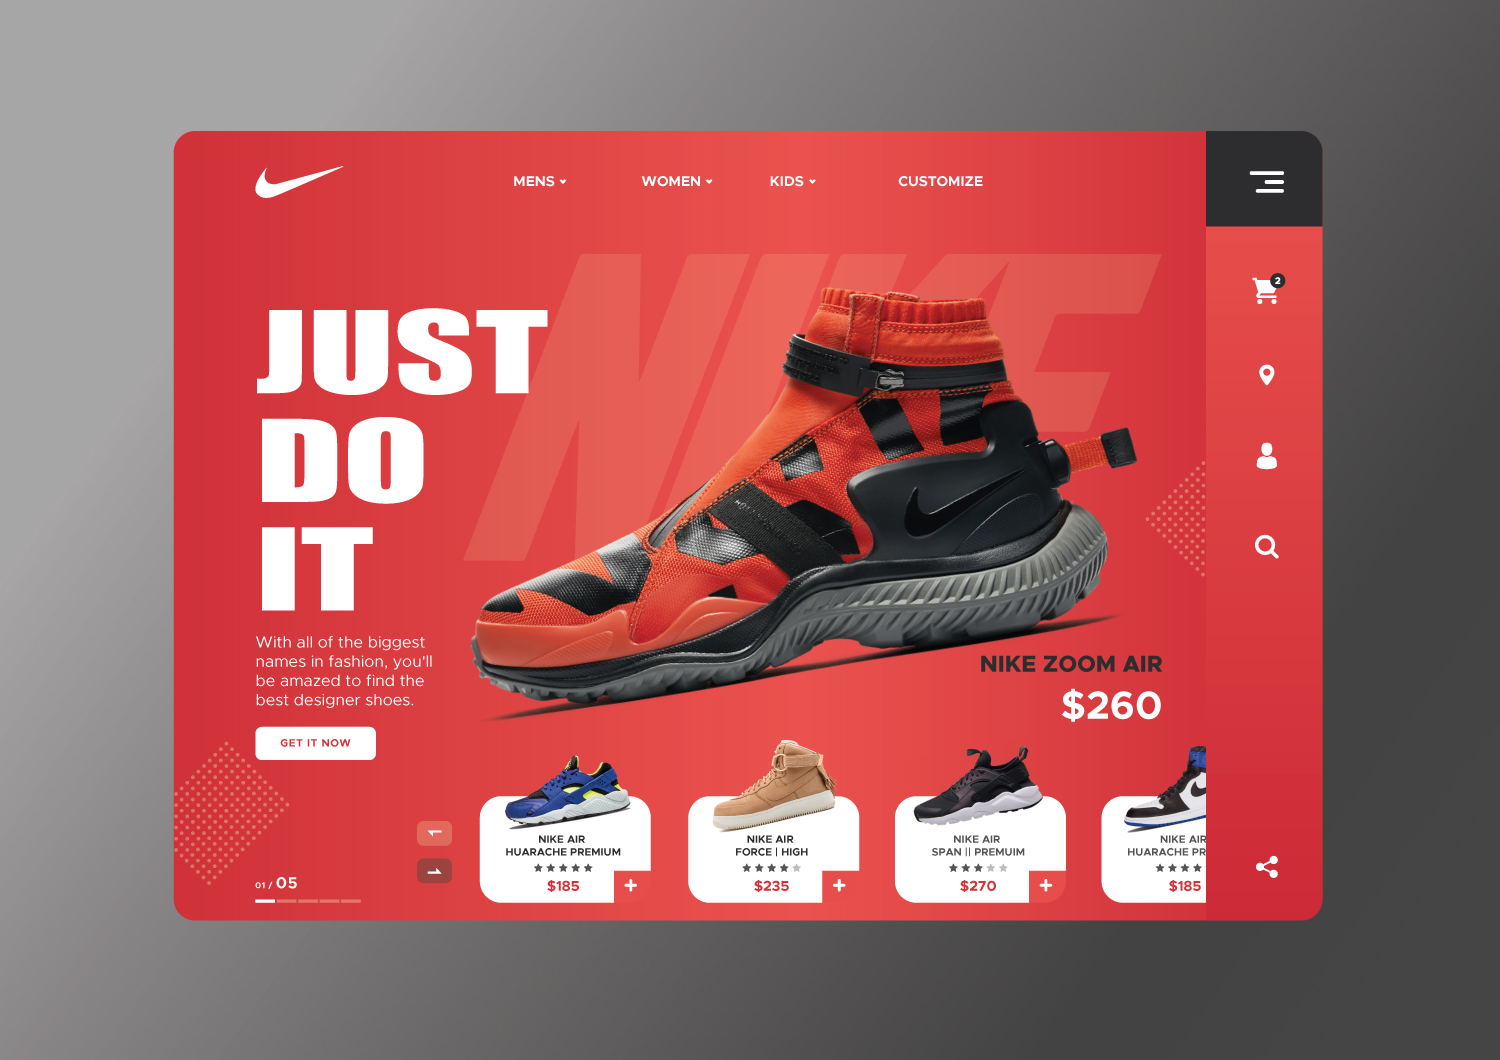 MENS
WOMEN
KIDS
CUSTOMIZE
2
NIKE
JUST
DO
IT
With all of the biggest
names in fashion, you'll
be amazed to find the
best designer shoes.
GET IT NOW
NIKE ZOOM AIR
$260
NIKE AIR
HUARACHE PREMIUM
$185
+
NIKE AIR
FORCE | HIGH
$235
+
NIKE AIR
SPAN || PREMUIM
$270
+
NIKE AIR
HUARACHE PR
$185
01 / 05